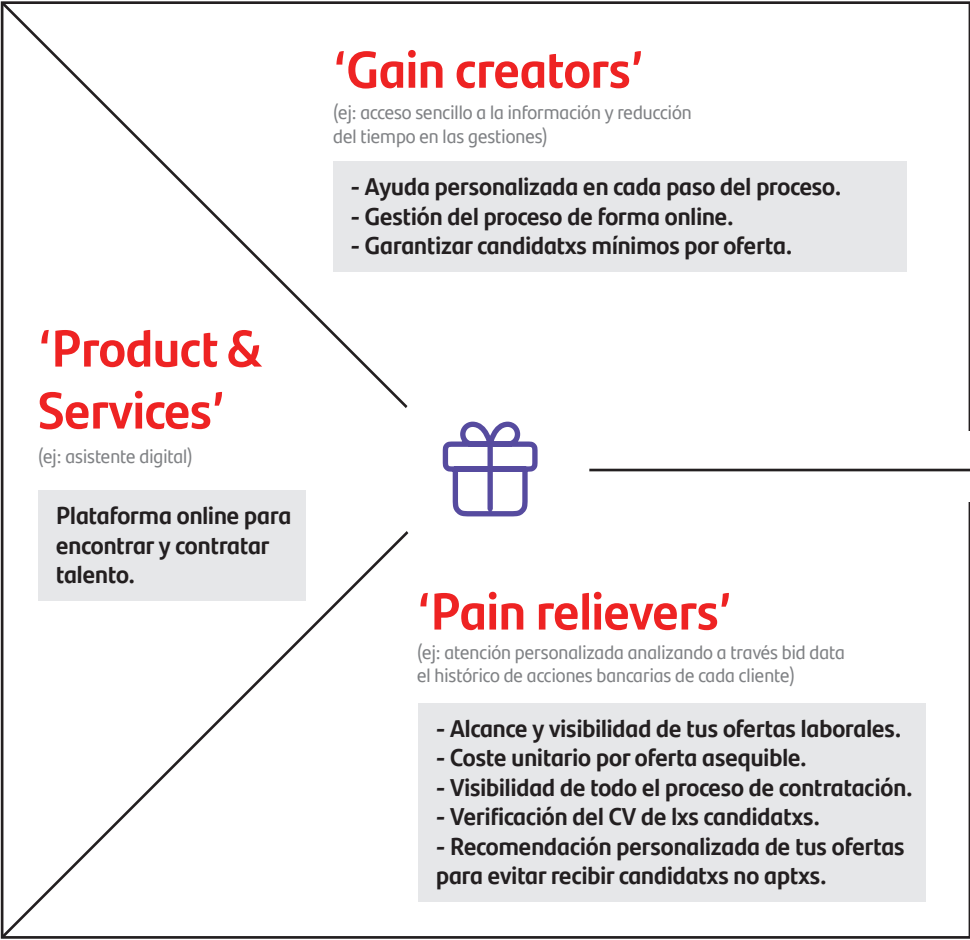 ‘Gain creators’
(ej: acceso sencillo a la información y reducción
del tiempo en las gestiones)
- Ayuda personalizada en cada paso del proceso.
- Gestión del proceso de forma online.
- Garantizar candidatxs mínimos por oferta.
‘Product &
Services’
(ej: asistente digital)
Plataforma online para
encontrar y contratar
talento.
‘Pain relievers’
(ej: atención personalizada analizando a través bid data
el histórico de acciones bancarias de cada cliente)
- Alcance y visibilidad de tus ofertas laborales.
- Coste unitario por oferta asequible.
- Visibilidad de todo el proceso de contratación.
- Verificación del CV de lxs candidatxs.
- Recomendación personalizada de tus ofertas
para evitar recibir candidatxs no aptxs.